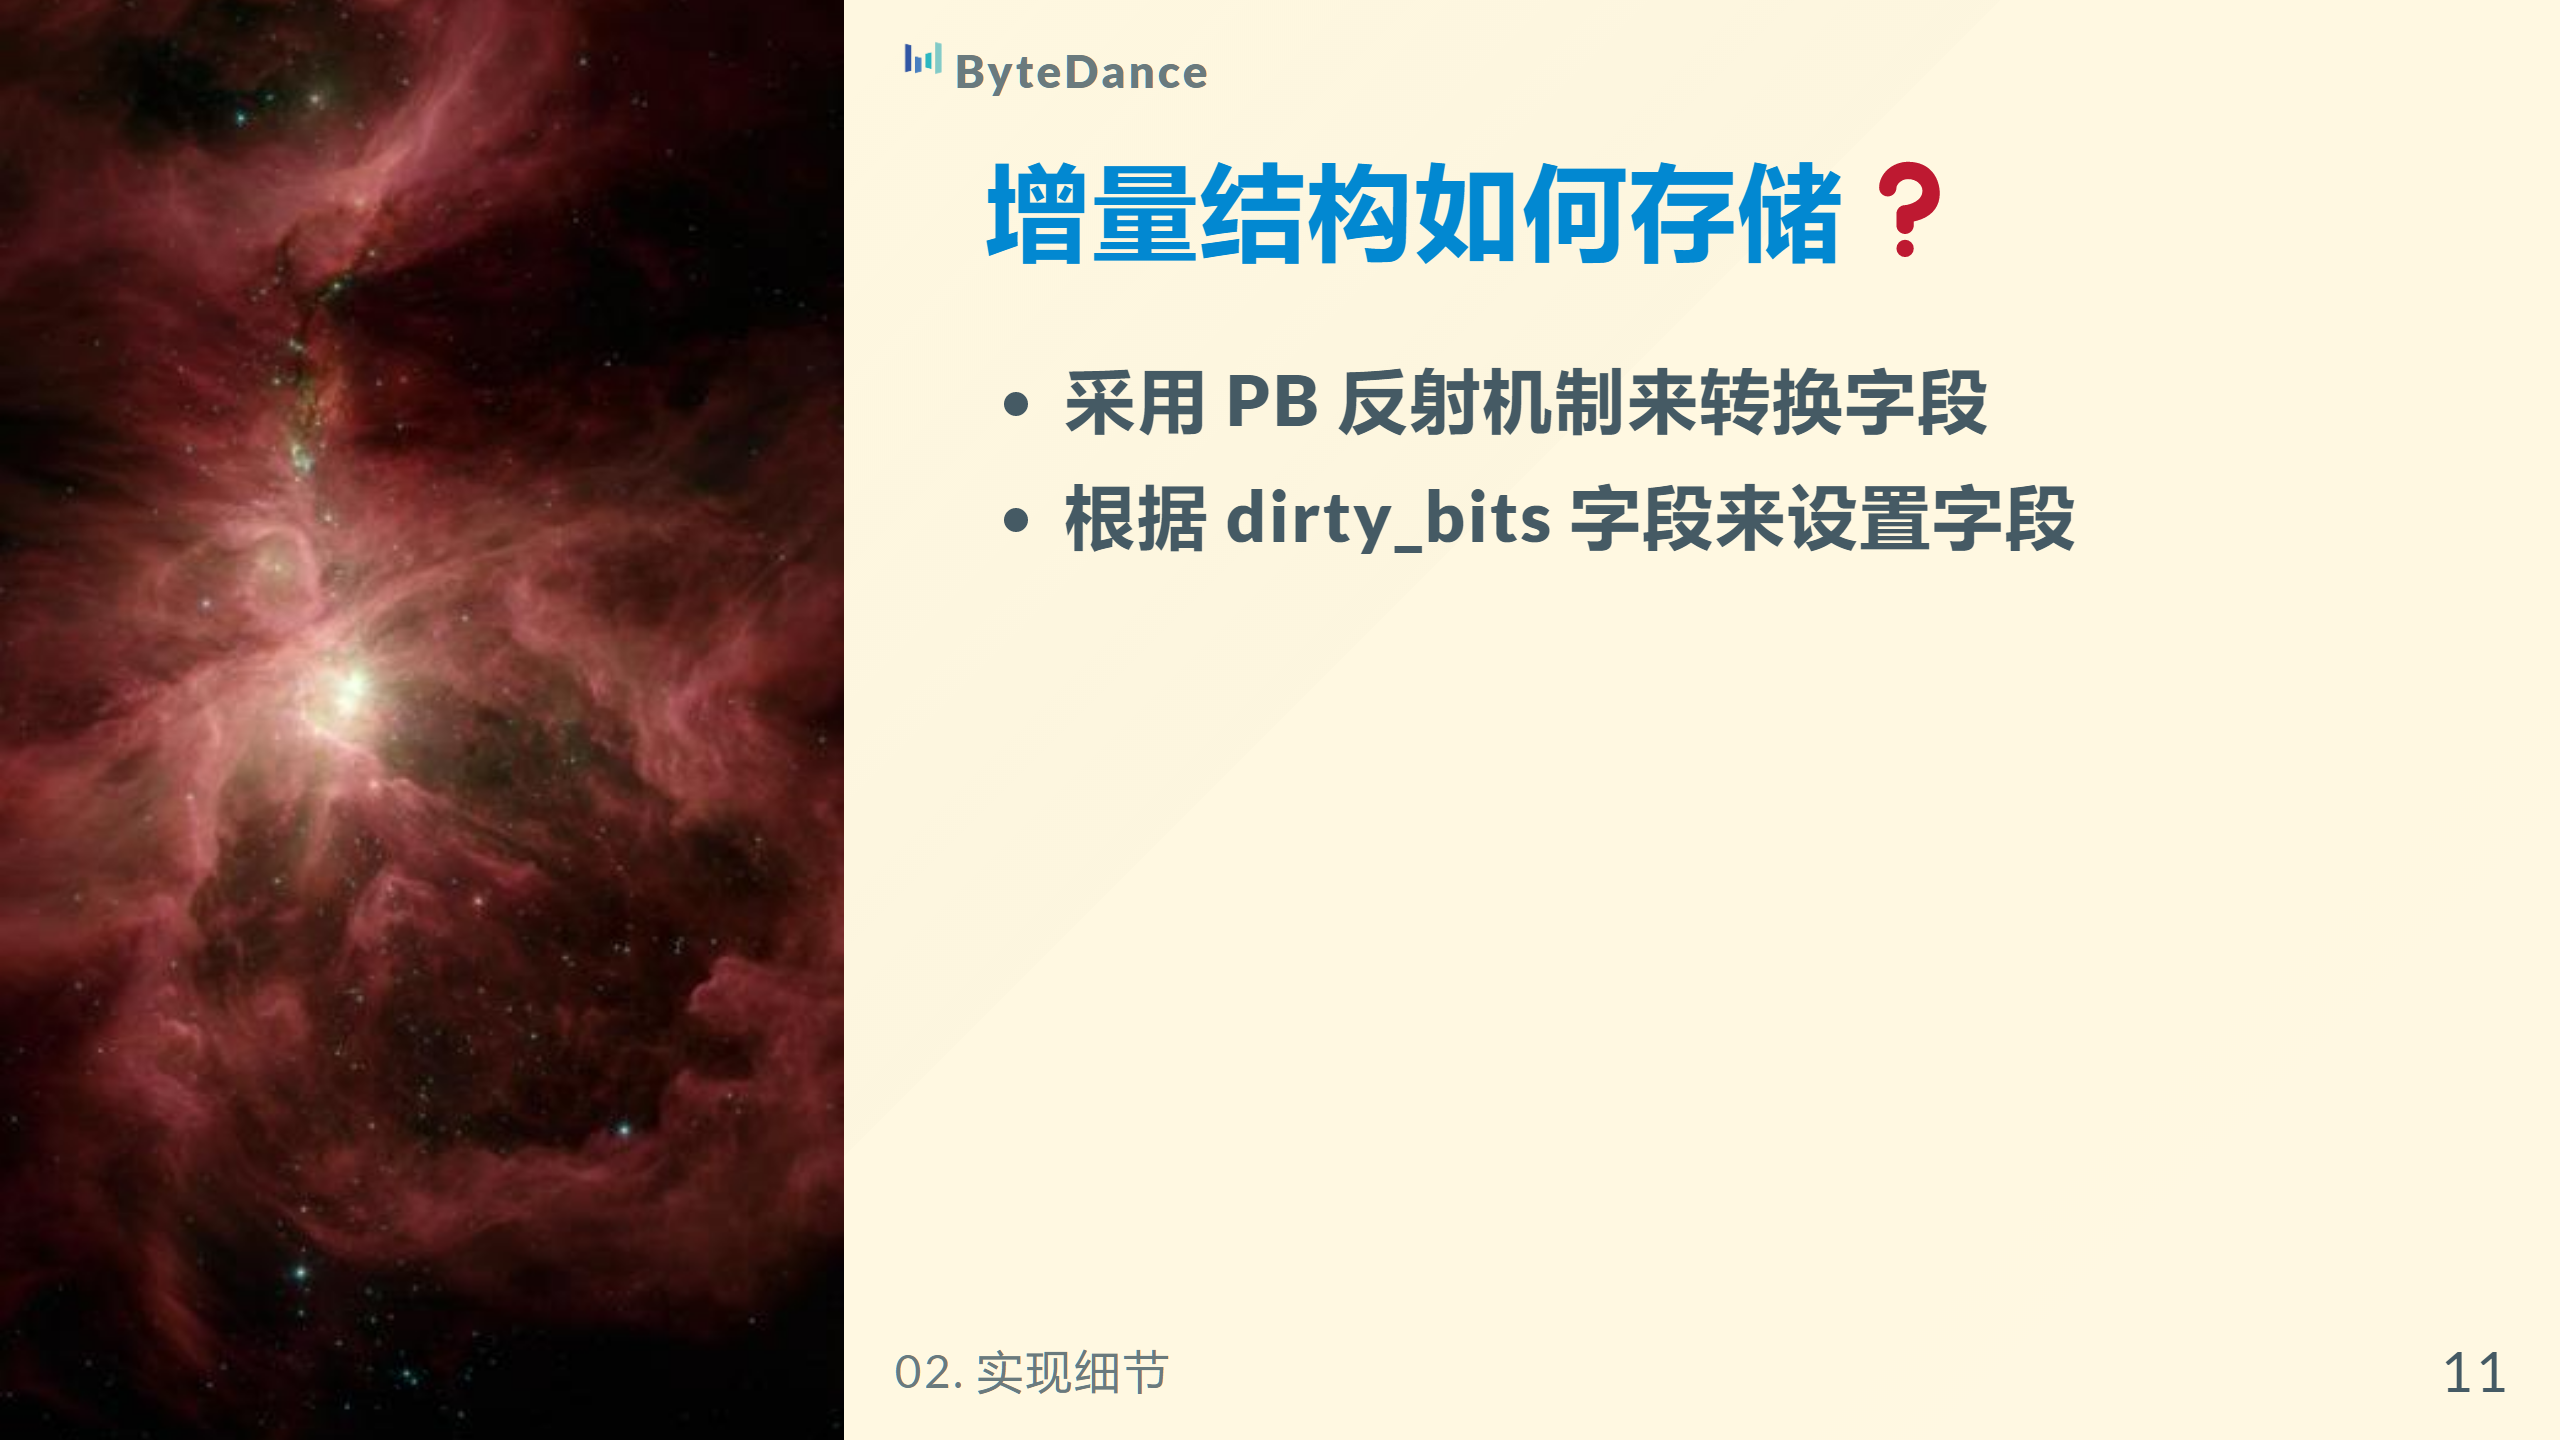 ByteDance
增量结构如何存储❓
• 采用 PB 反射机制来转换字段
• 根据 dirty_bits 字段来设置字段
02. 实现细节
11